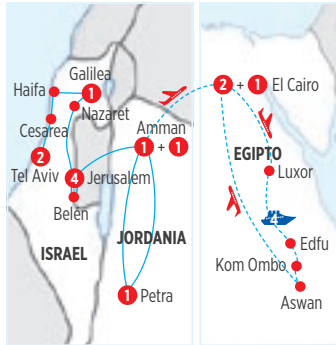 Galilea
1
Haifa
Nazaret
Cesarea
2
Tel Aviv
4
Jerusalem
Belén
ISRAEL
Amman
1 + 1
JORDANIA
1
Petra
2 + 1
El Cairo
EGIPTO
Luxor
4
Edfu
Kom Ombo
Aswan